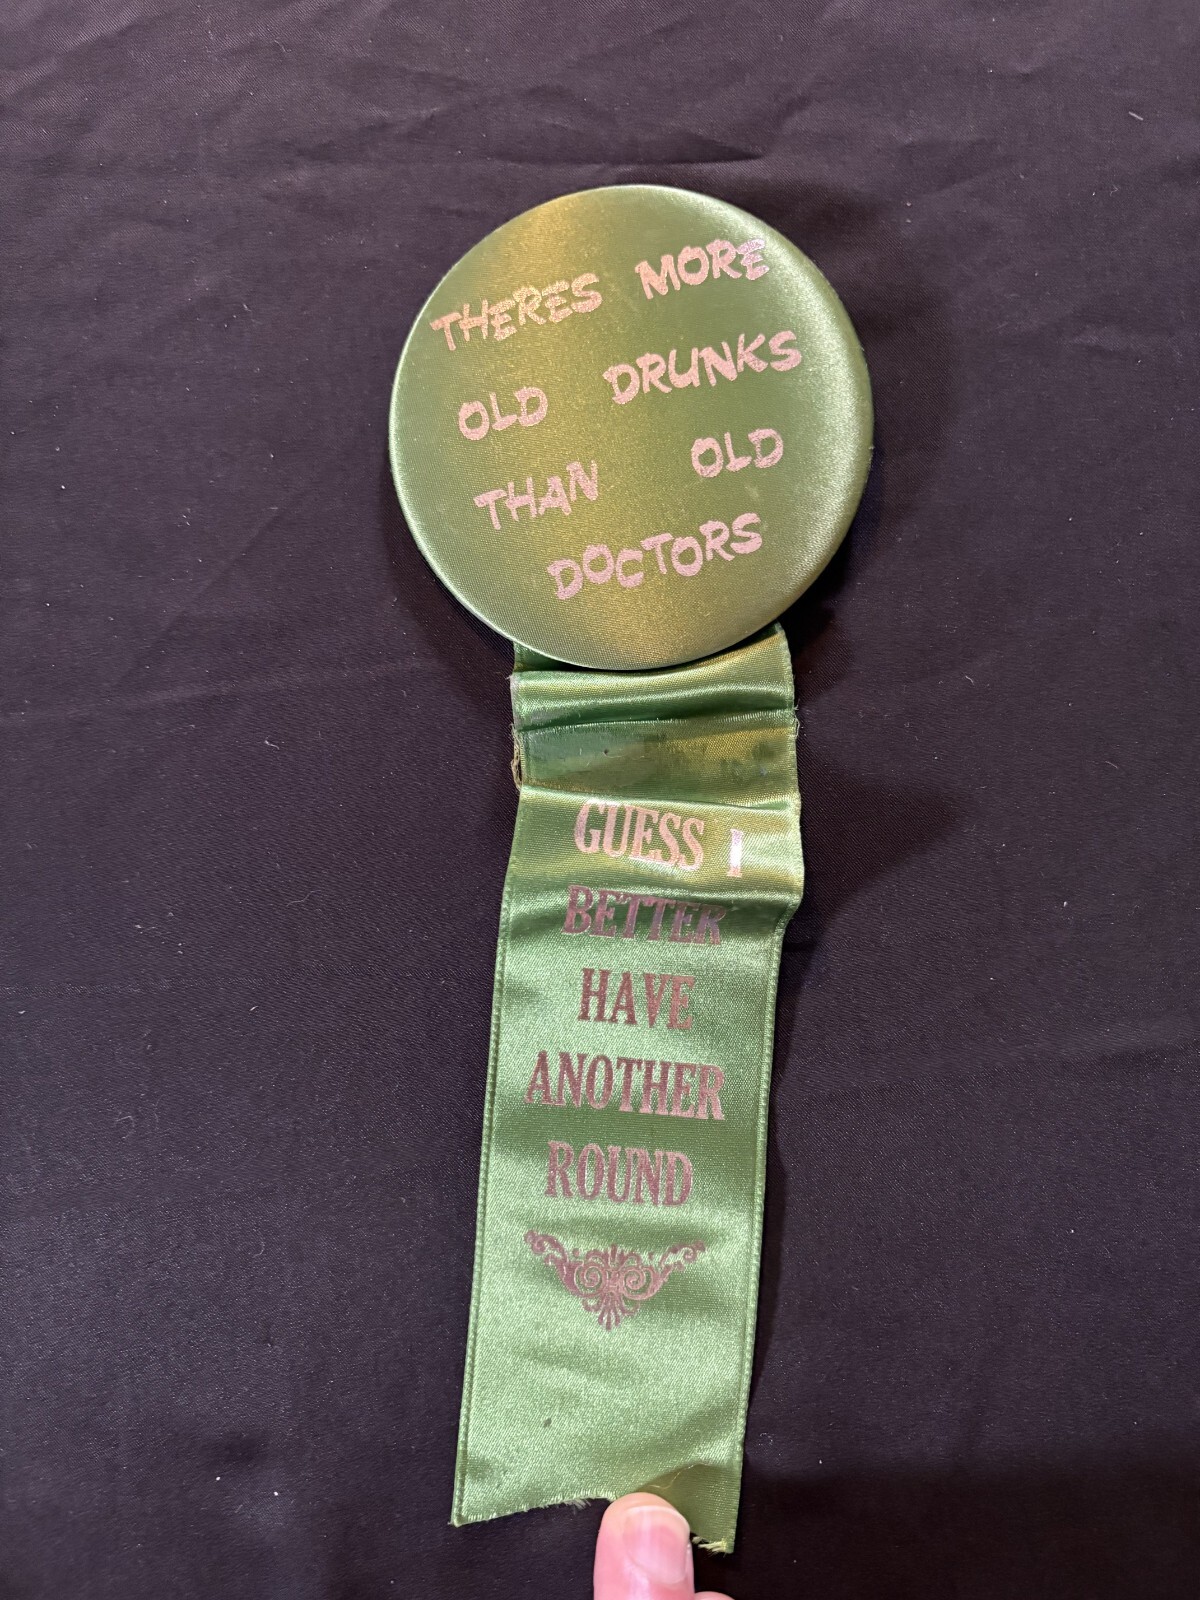 THERES MORE
OLD DRUNKS
THAN OLD
DOCTORS
GUESS I
BETTER
HAVE
ANOTHER
ROUND